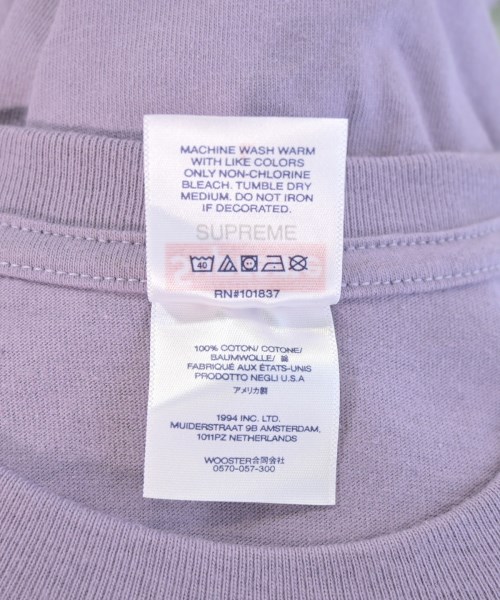 MACHINE WASH WARM
WITH LIKE COLORS
ONLY NON-CHLORINE
BLEACH. TUMBLE DRY
MEDIUM. DO NOT IRON
IF DECORATED.
SUPREME
40
RN#101837
100% COTTON/ COTONE/
BAUMWOLLE/ 綿
FABRIQUÉ AUX ÉTATS-UNIS
PRODOTTO NEGLI U.S.A
アメリカ製
1994 INC. LTD.
MUIDERSTRAAT 9B AMSTERDAM,
1011PZ NETHERLANDS
WOOSTER合同会社
0570-057-300